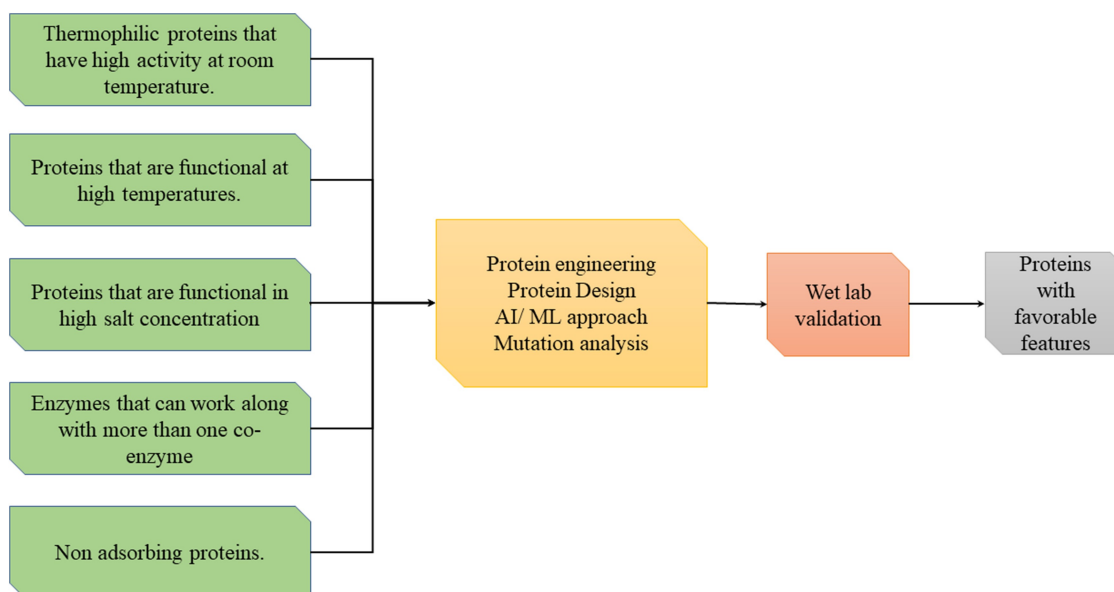 Thermophilic proteins that
have high activity at room
temperature.
Proteins that are functional at
high temperatures.
Proteins that are functional in
high salt concentration
Enzymes that can work along
with more than one co-
enzyme
Non adsorbing proteins.
Protein engineering
Protein Design
AI/ ML approach
Mutation analysis
Wet lab
validation
Proteins
with
favorable
features